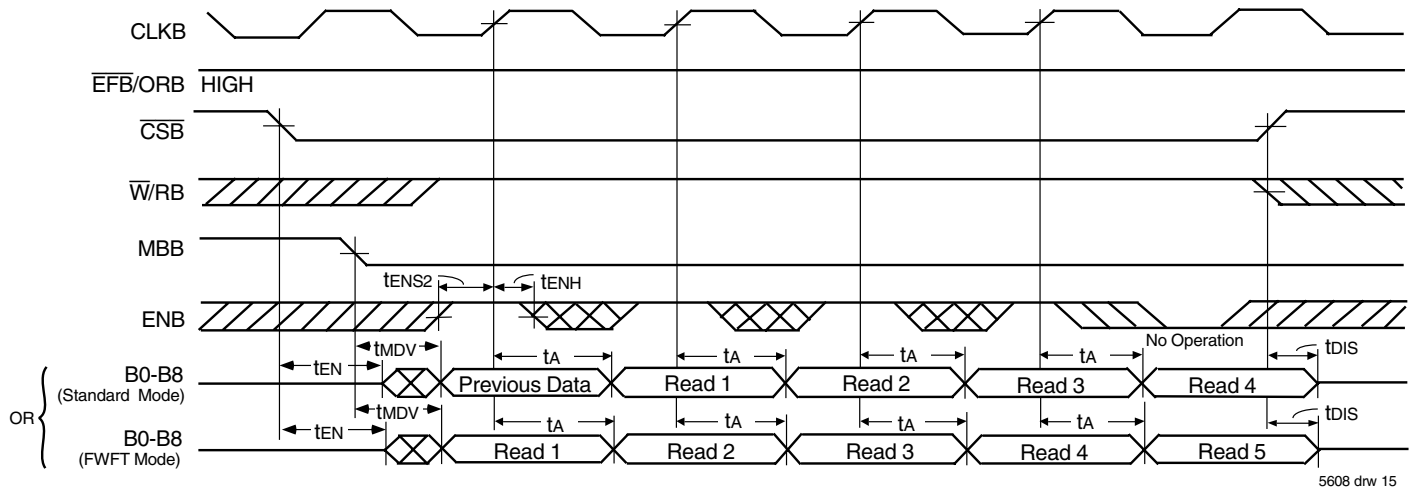 CLKB
EFB/ORB HIGH
CSB
W/RB
MBB
tENS2 tENH
ENB
No Operation
tMDV tA tA tA tA tDIS
tEN
B0-B8
(Standard Mode)
Previous Data Read 1 Read 2 Read 3 Read 4
OR
tMDV tA tA tA tA tDIS
tEN
B0-B8
(FWFT Mode)
Read 1 Read 2 Read 3 Read 4 Read 5
5608 drw 15